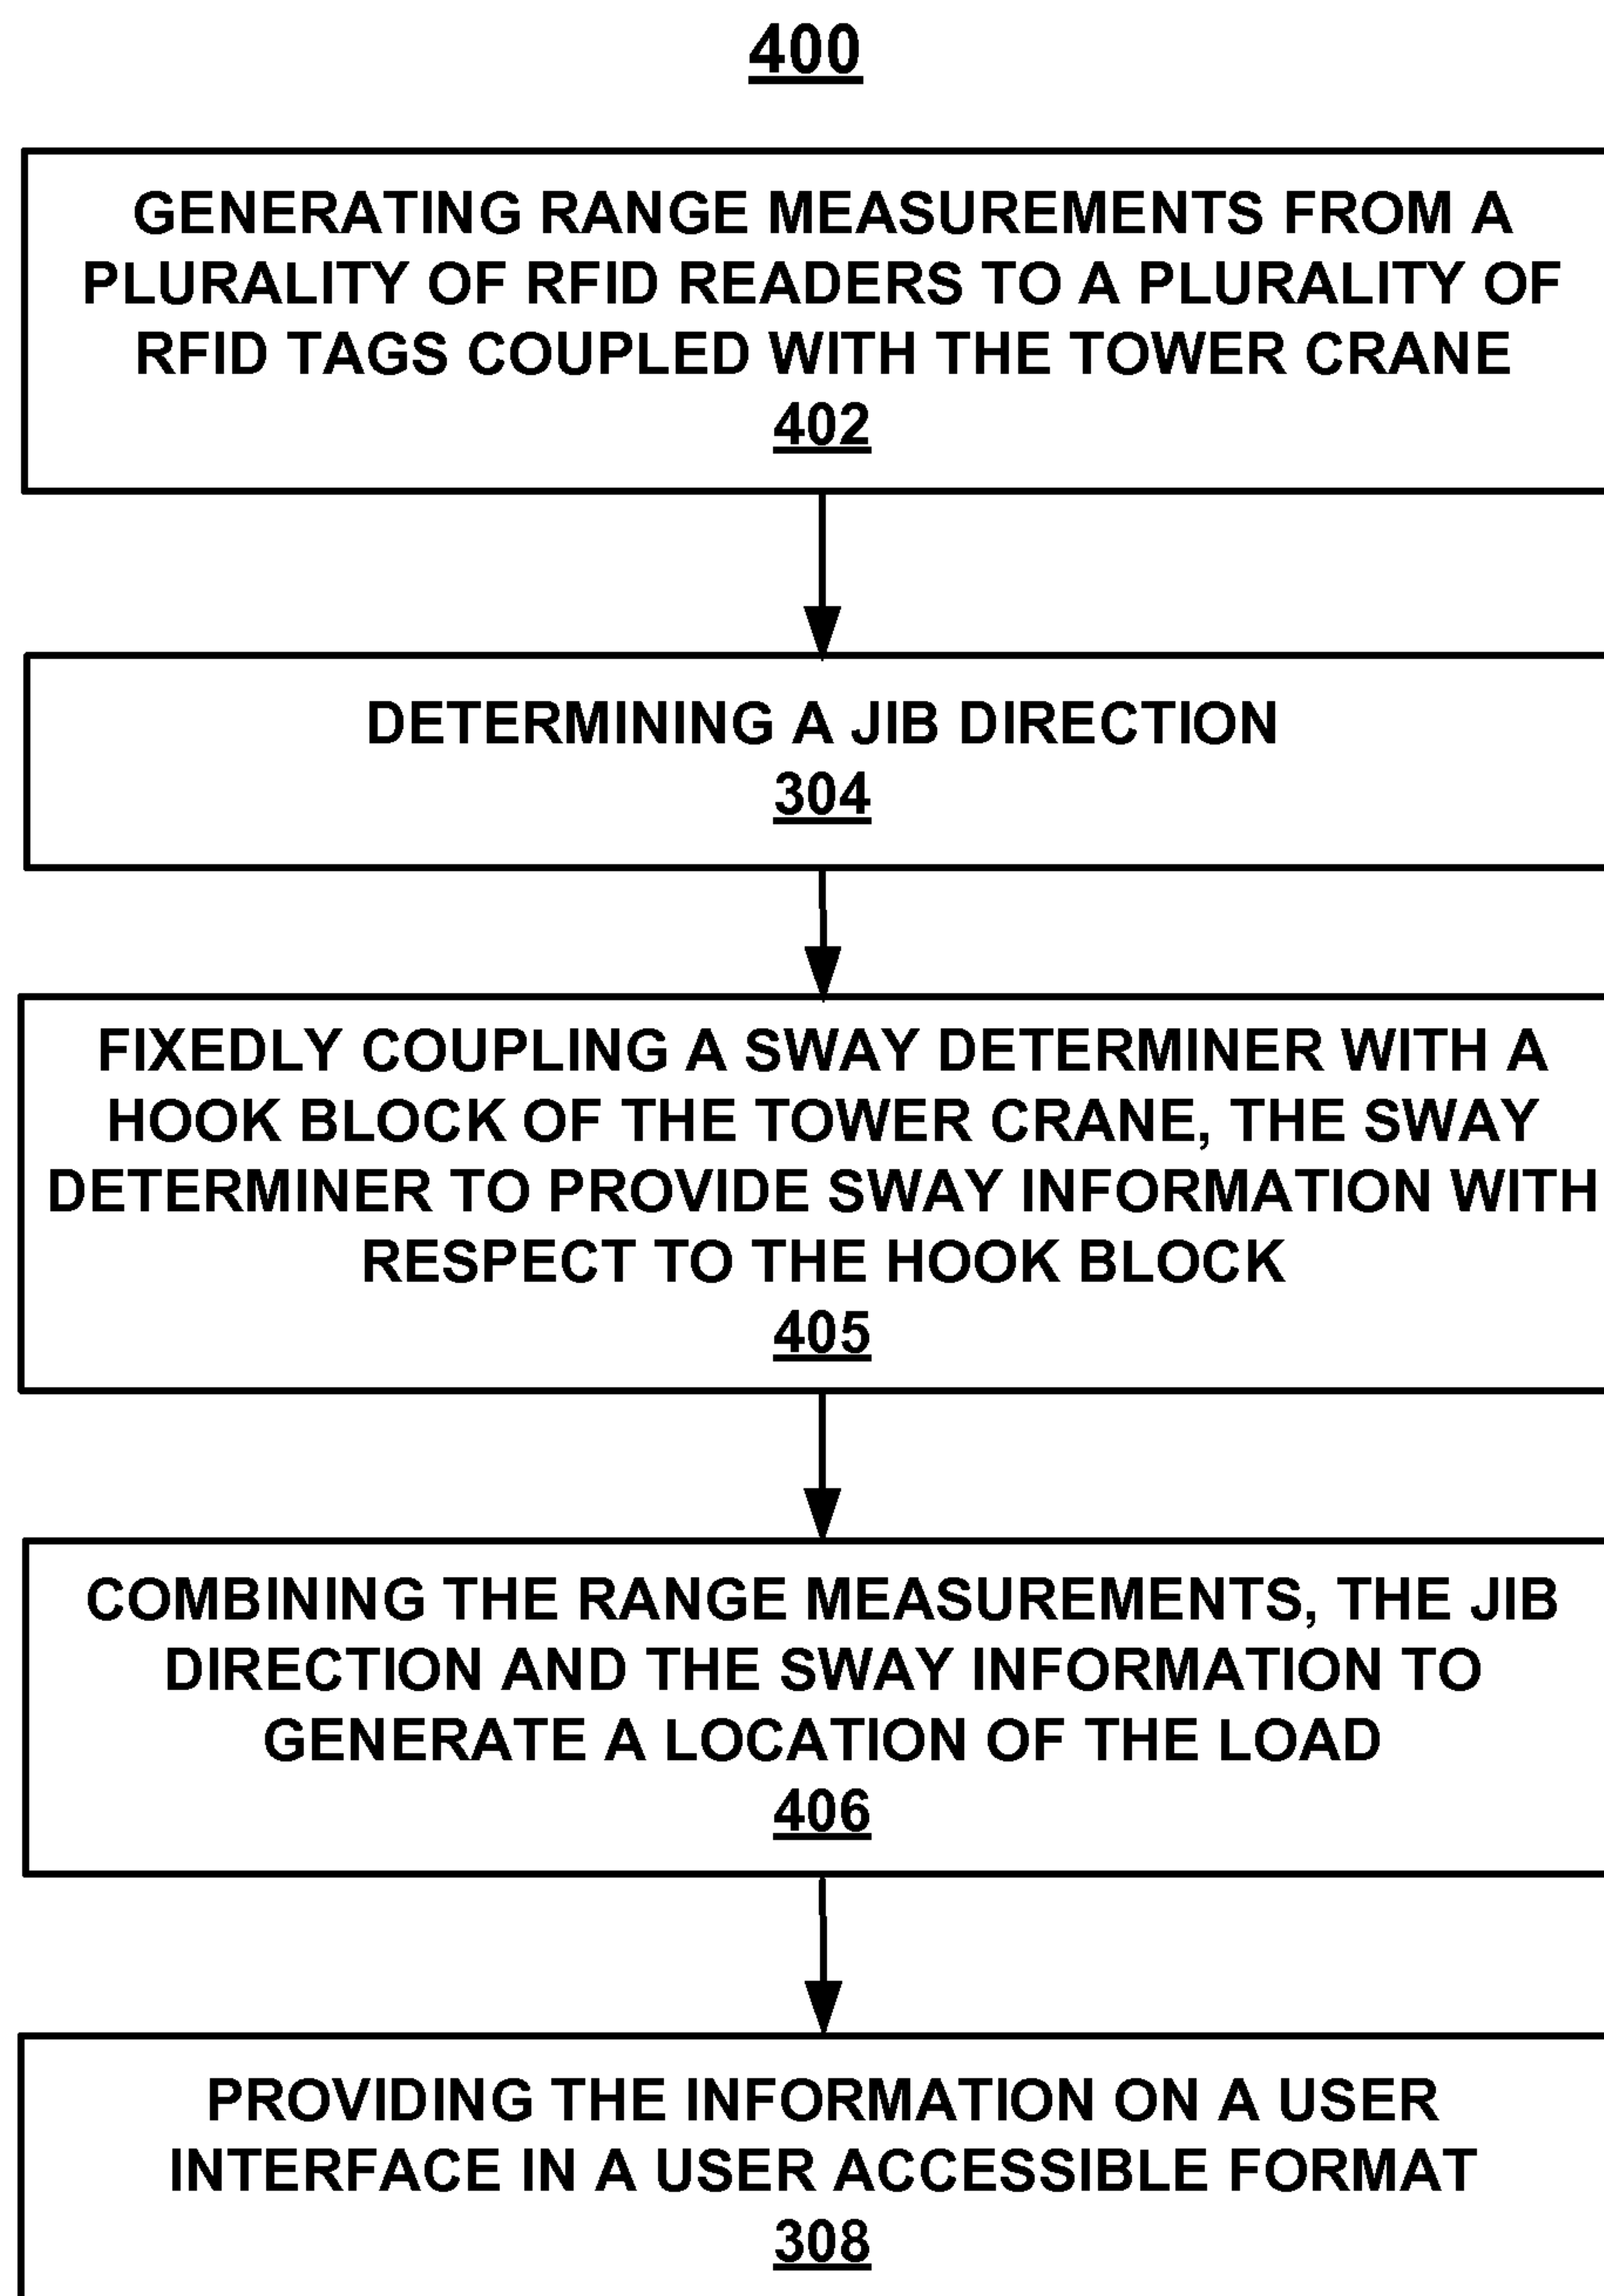 400
GENERATING RANGE MEASUREMENTS FROM A
PLURALITY OF RFID READERS TO A PLURALITY OF
RFID TAGS COUPLED WITH THE TOWER CRANE
402
DETERMINING A JIB DIRECTION
304
FIXEDLY COUPLING A SWAY DETERMINER WITH A
HOOK BLOCK OF THE TOWER CRANE, THE SWAY
DETERMINER TO PROVIDE SWAY INFORMATION WITH
RESPECT TO THE HOOK BLOCK
405
COMBINING THE RANGE MEASUREMENTS, THE JIB
DIRECTION AND THE SWAY INFORMATION TO
GENERATE A LOCATION OF THE LOAD
406
PROVIDING THE INFORMATION ON A USER
INTERFACE IN A USER ACCESSIBLE FORMAT
308